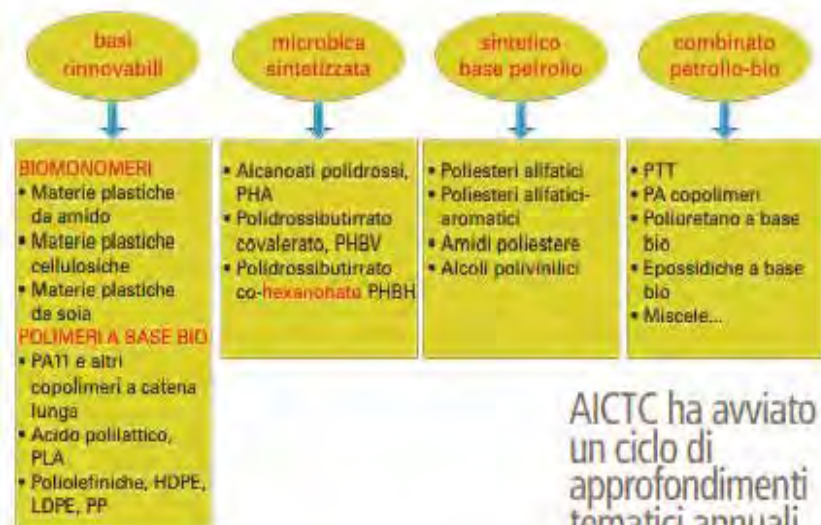 basi
rinnovabili
microbica
sintetizzata
sintetico
base petrolio
combinato
petrolio-bio
BIOMONOMERI
• Materie plastiche
da amido
• Materie plastiche
cellulosiche
• Materie plastiche
da soia
POLIMERI A BASE BIO
• PA11 e altri
copolimeri a catena
lunga
• Acido polilattico,
PLA
• Poliolefiniche, HDPE,
LDPE, PP
• Alcanoati polidrossi,
PHA
• Polidrossibutirrato
covalerato, PHBV
• Polidrossibutirrato
co-hexanohato PHBH
• Poliesteri alifatici
• Poliesteri alifatici-
aromatici
• Amidi poliestere
• Alcoli polivinilici
• PTT
• PA copolimeri
• Poliuretano a base
bio
• Epossidiche a base
bio
• Miscele...
AICTC ha avviato
un ciclo di
approfondimenti
tematici annuali